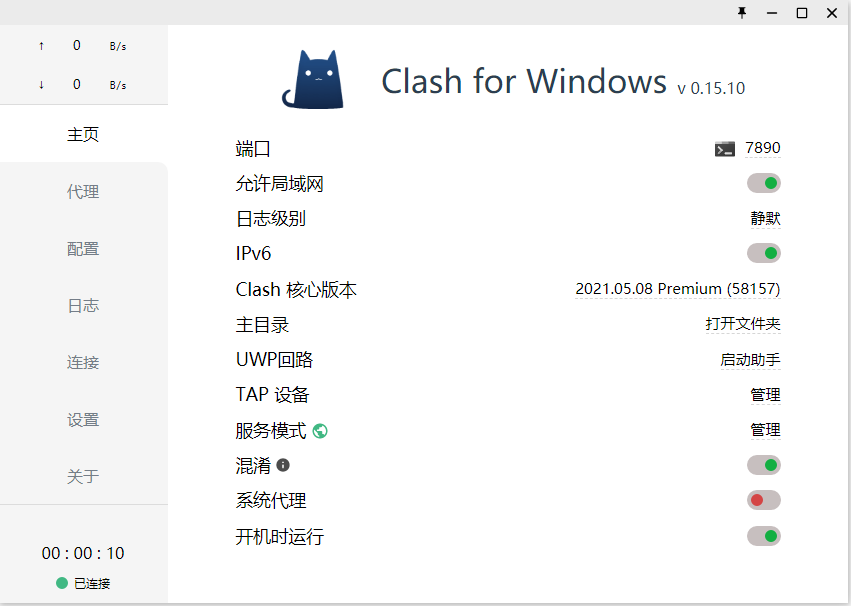 ↑ 0 B/s
↓ 0 B/s
主页
代理
配置
日志
连接
设置
关于
00 : 00 : 10
已连接
Clash for Windows v 0.15.10
端口 7890
允许局域网
日志级别 静默
IPv6
Clash 核心版本 2021.05.08 Premium (58157)
主目录 打开文件夹
UWP回路 启动助手
TAP 设备 管理
服务模式 管理
混淆
系统代理
开机时运行